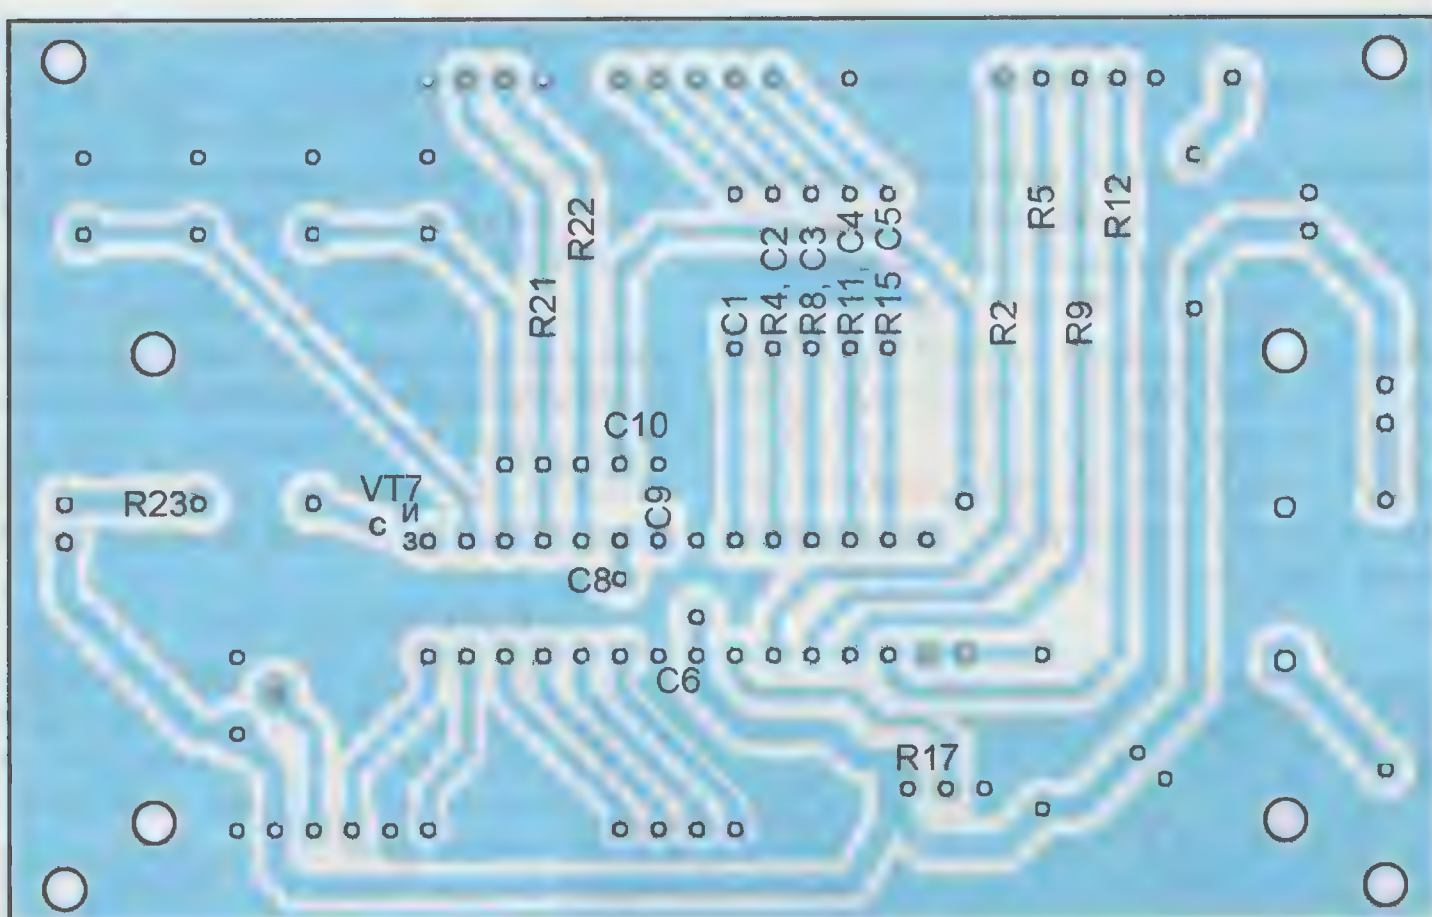 R22
R21
R5
R12
R2
R9
C1
R4, C2
R8, C3
R11, C4
R15, C5
C10
C9
VT7
и
с
з
R23
C8
C6
R17